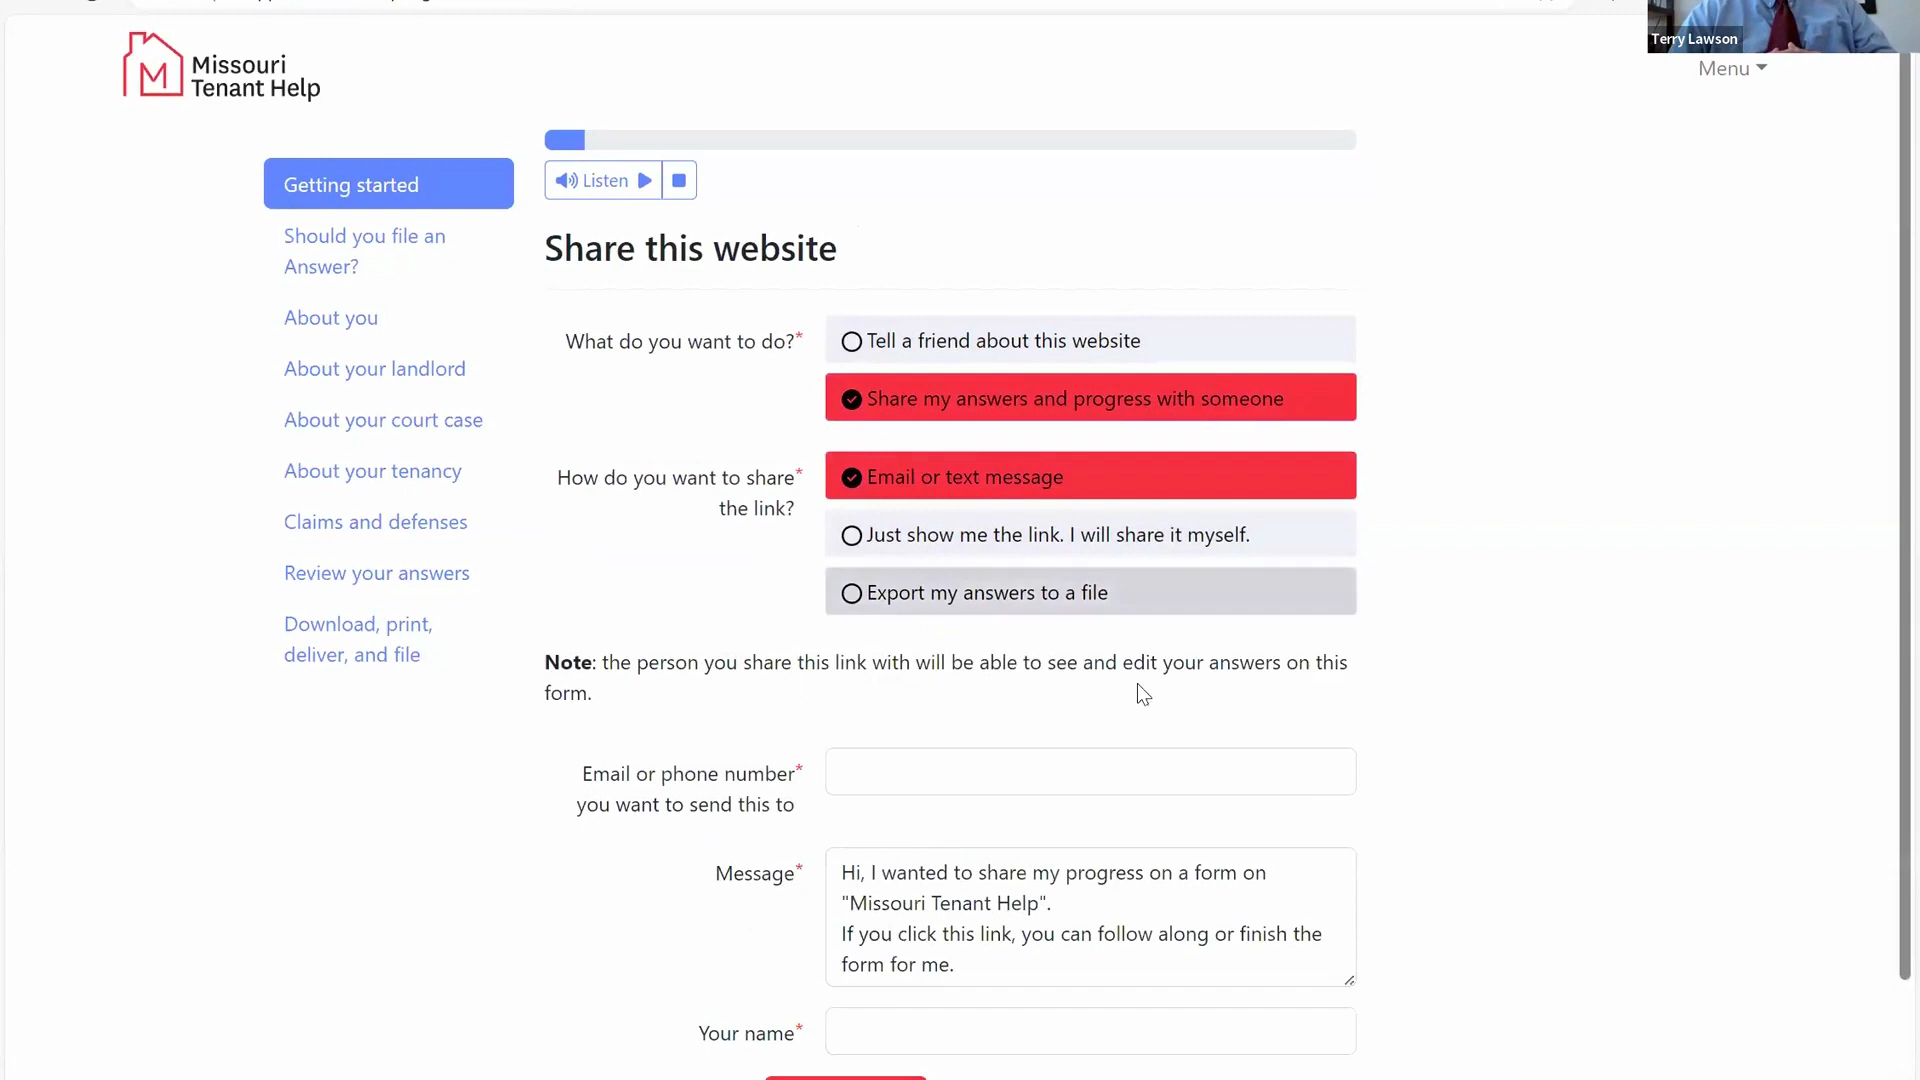 Terry Lawson
Missouri
Tenant Help
Menu
Listen
Getting started
Should you file an
Answer?
About you
About your landlord
About your court case
About your tenancy
Claims and defenses
Review your answers
Download, print,
deliver, and file
Share this website
What do you want to do?*
Tell a friend about this website
Share my answers and progress with someone
How do you want to share*
the link?
Email or text message
Just show me the link. I will share it myself.
Export my answers to a file
Note: the person you share this link with will be able to see and edit your answers on this
form.
Email or phone number*
you want to send this to
Message*
Hi, I wanted to share my progress on a form on
"Missouri Tenant Help".
If you click this link, you can follow along or finish the
form for me.
Your name*